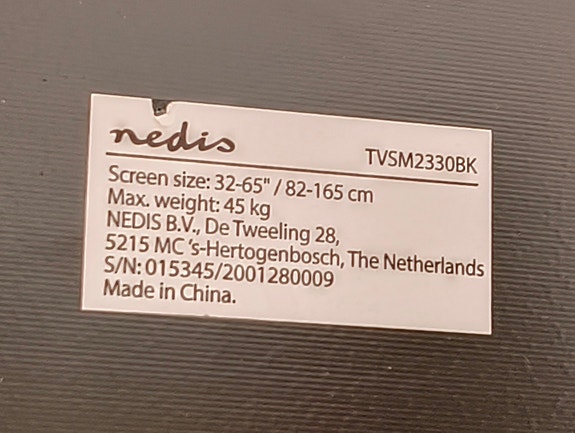 nedis
TVSM2330BK
Screen size: 32-65" / 82-165 cm
Max. weight: 45 kg
NEDIS B.V., De Tweeling 28,
5215 MC 's-Hertogenbosch, The Netherlands
S/N: 015345/2001280009
Made in China.